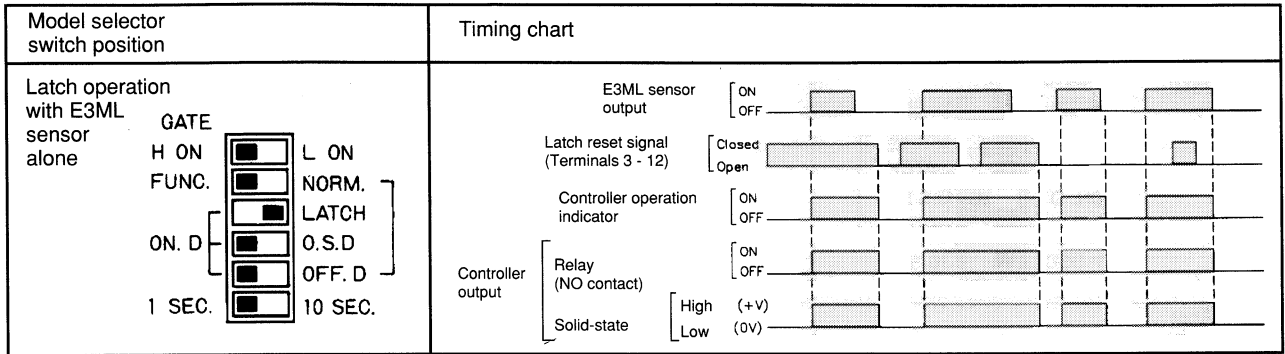 Model selector
switch position
Timing chart
Latch operation
with E3ML
sensor
alone
GATE
H ON
L ON
FUNC.
NORM.
LATCH
ON. D
O.S.D
OFF. D
1 SEC.
10 SEC.
E3ML sensor
output
ON
OFF
Latch reset signal
(Terminals 3 - 12)
Closed
Open
Controller operation
indicator
ON
OFF
Controller
output
Relay
(NO contact)
ON
OFF
Solid-state
High (+V)
Low (0V)